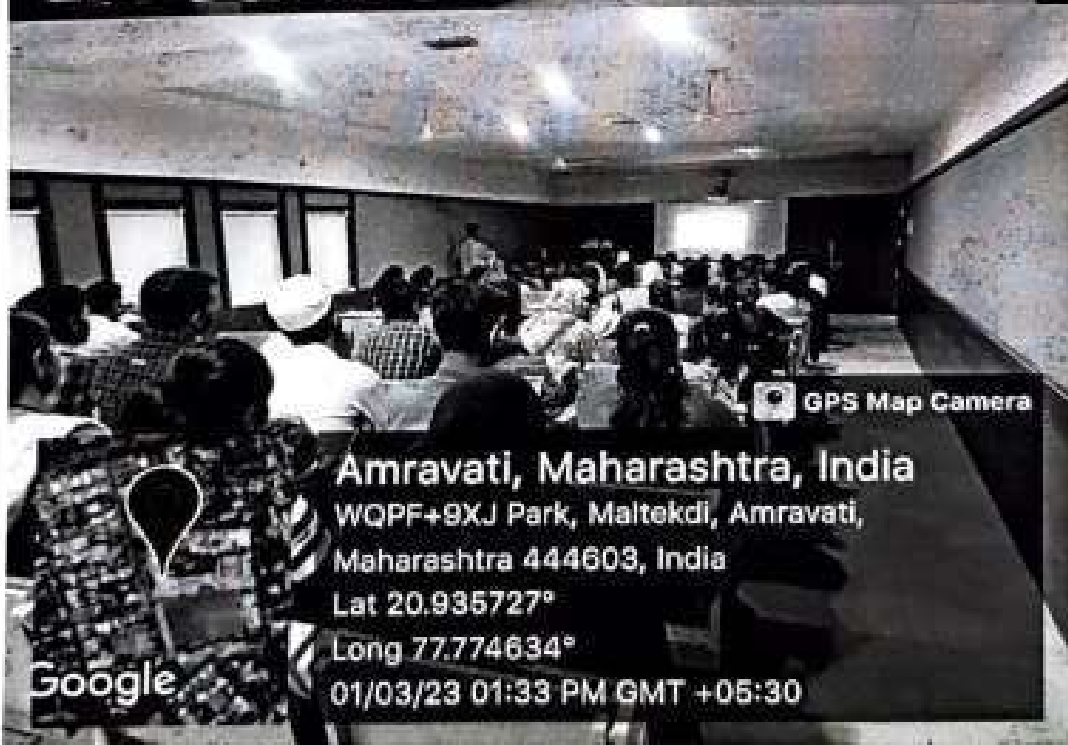 GPS Map Camera
Amravati, Maharashtra, India
WQPF+9XJ Park, Maltekdi, Amravati,
Maharashtra 444603, India
Lat 20.935727°
Long 77.774634°
01/03/23 01:33 PM GMT +05:30
Google